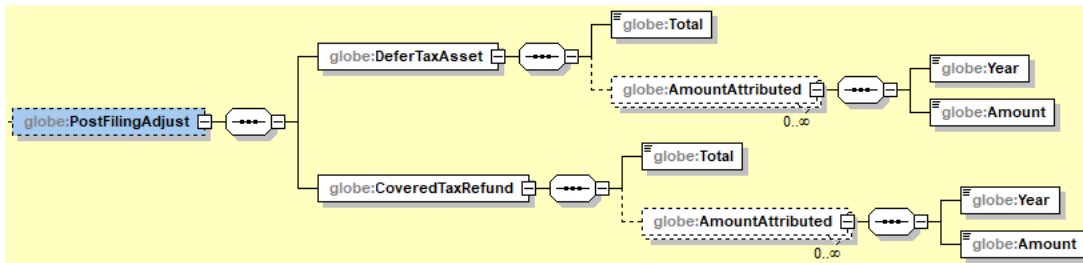 globe:Total
globe:DeferTaxAsset
globe:Year
globe:AmountAttributed
globe:Amount
0..∞
globe:PostFilingAdjust
globe:Total
globe:CoveredTaxRefund
globe:Year
globe:AmountAttributed
globe:Amount
0..∞